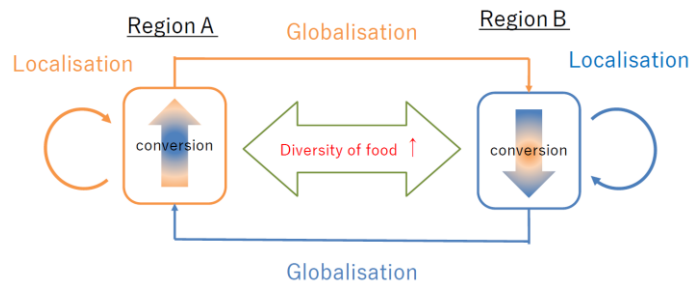 Region A
Region B
Globalisation
Localisation
Localisation
conversion
Diversity of food ↑
conversion
Globalisation